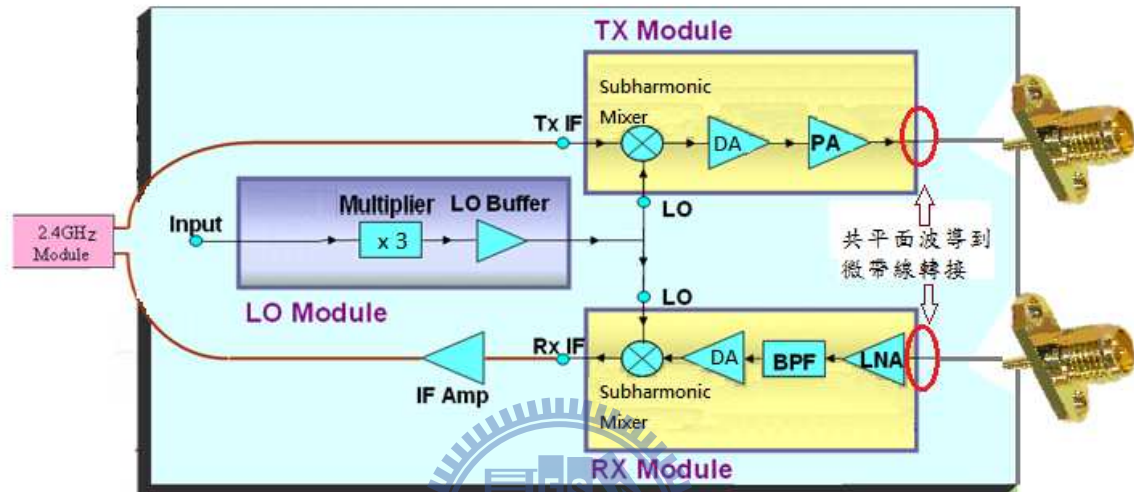 TX Module
Subharmonic
Mixer
Tx IF
DA
PA
LO
Multiplier
LO Buffer
Input
x 3
2.4GHz
Module
LO Module
共平面波導到
微帶線轉接
LO
Rx IF
DA
BPF
LNA
IF Amp
Subharmonic
Mixer
RX Module